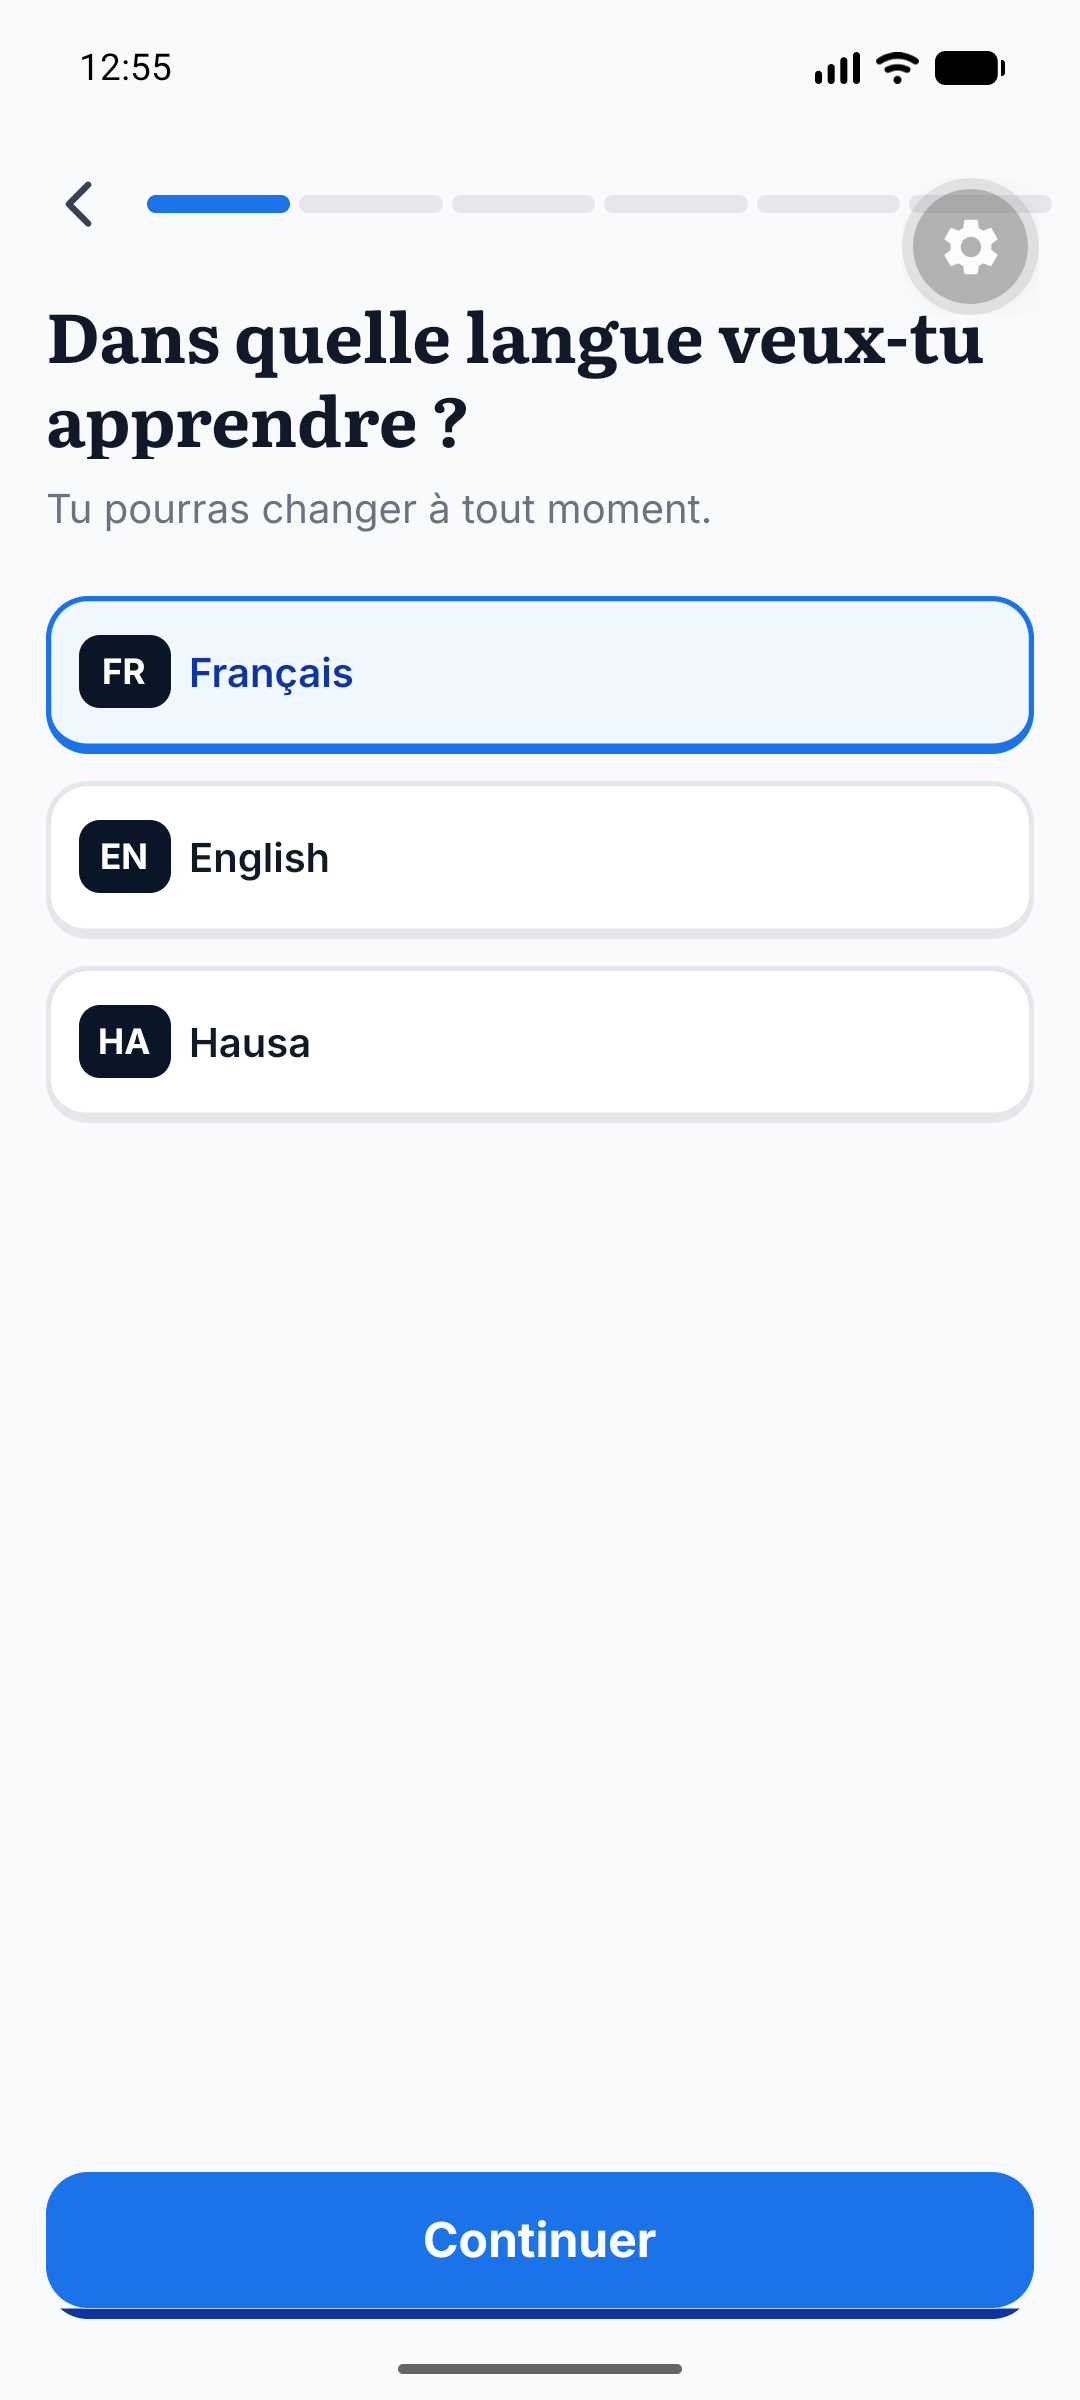 12:55
Dans quelle langue veux-tu
apprendre ?
Tu pourras changer à tout moment.
FR Français
EN English
HA Hausa
Continuer